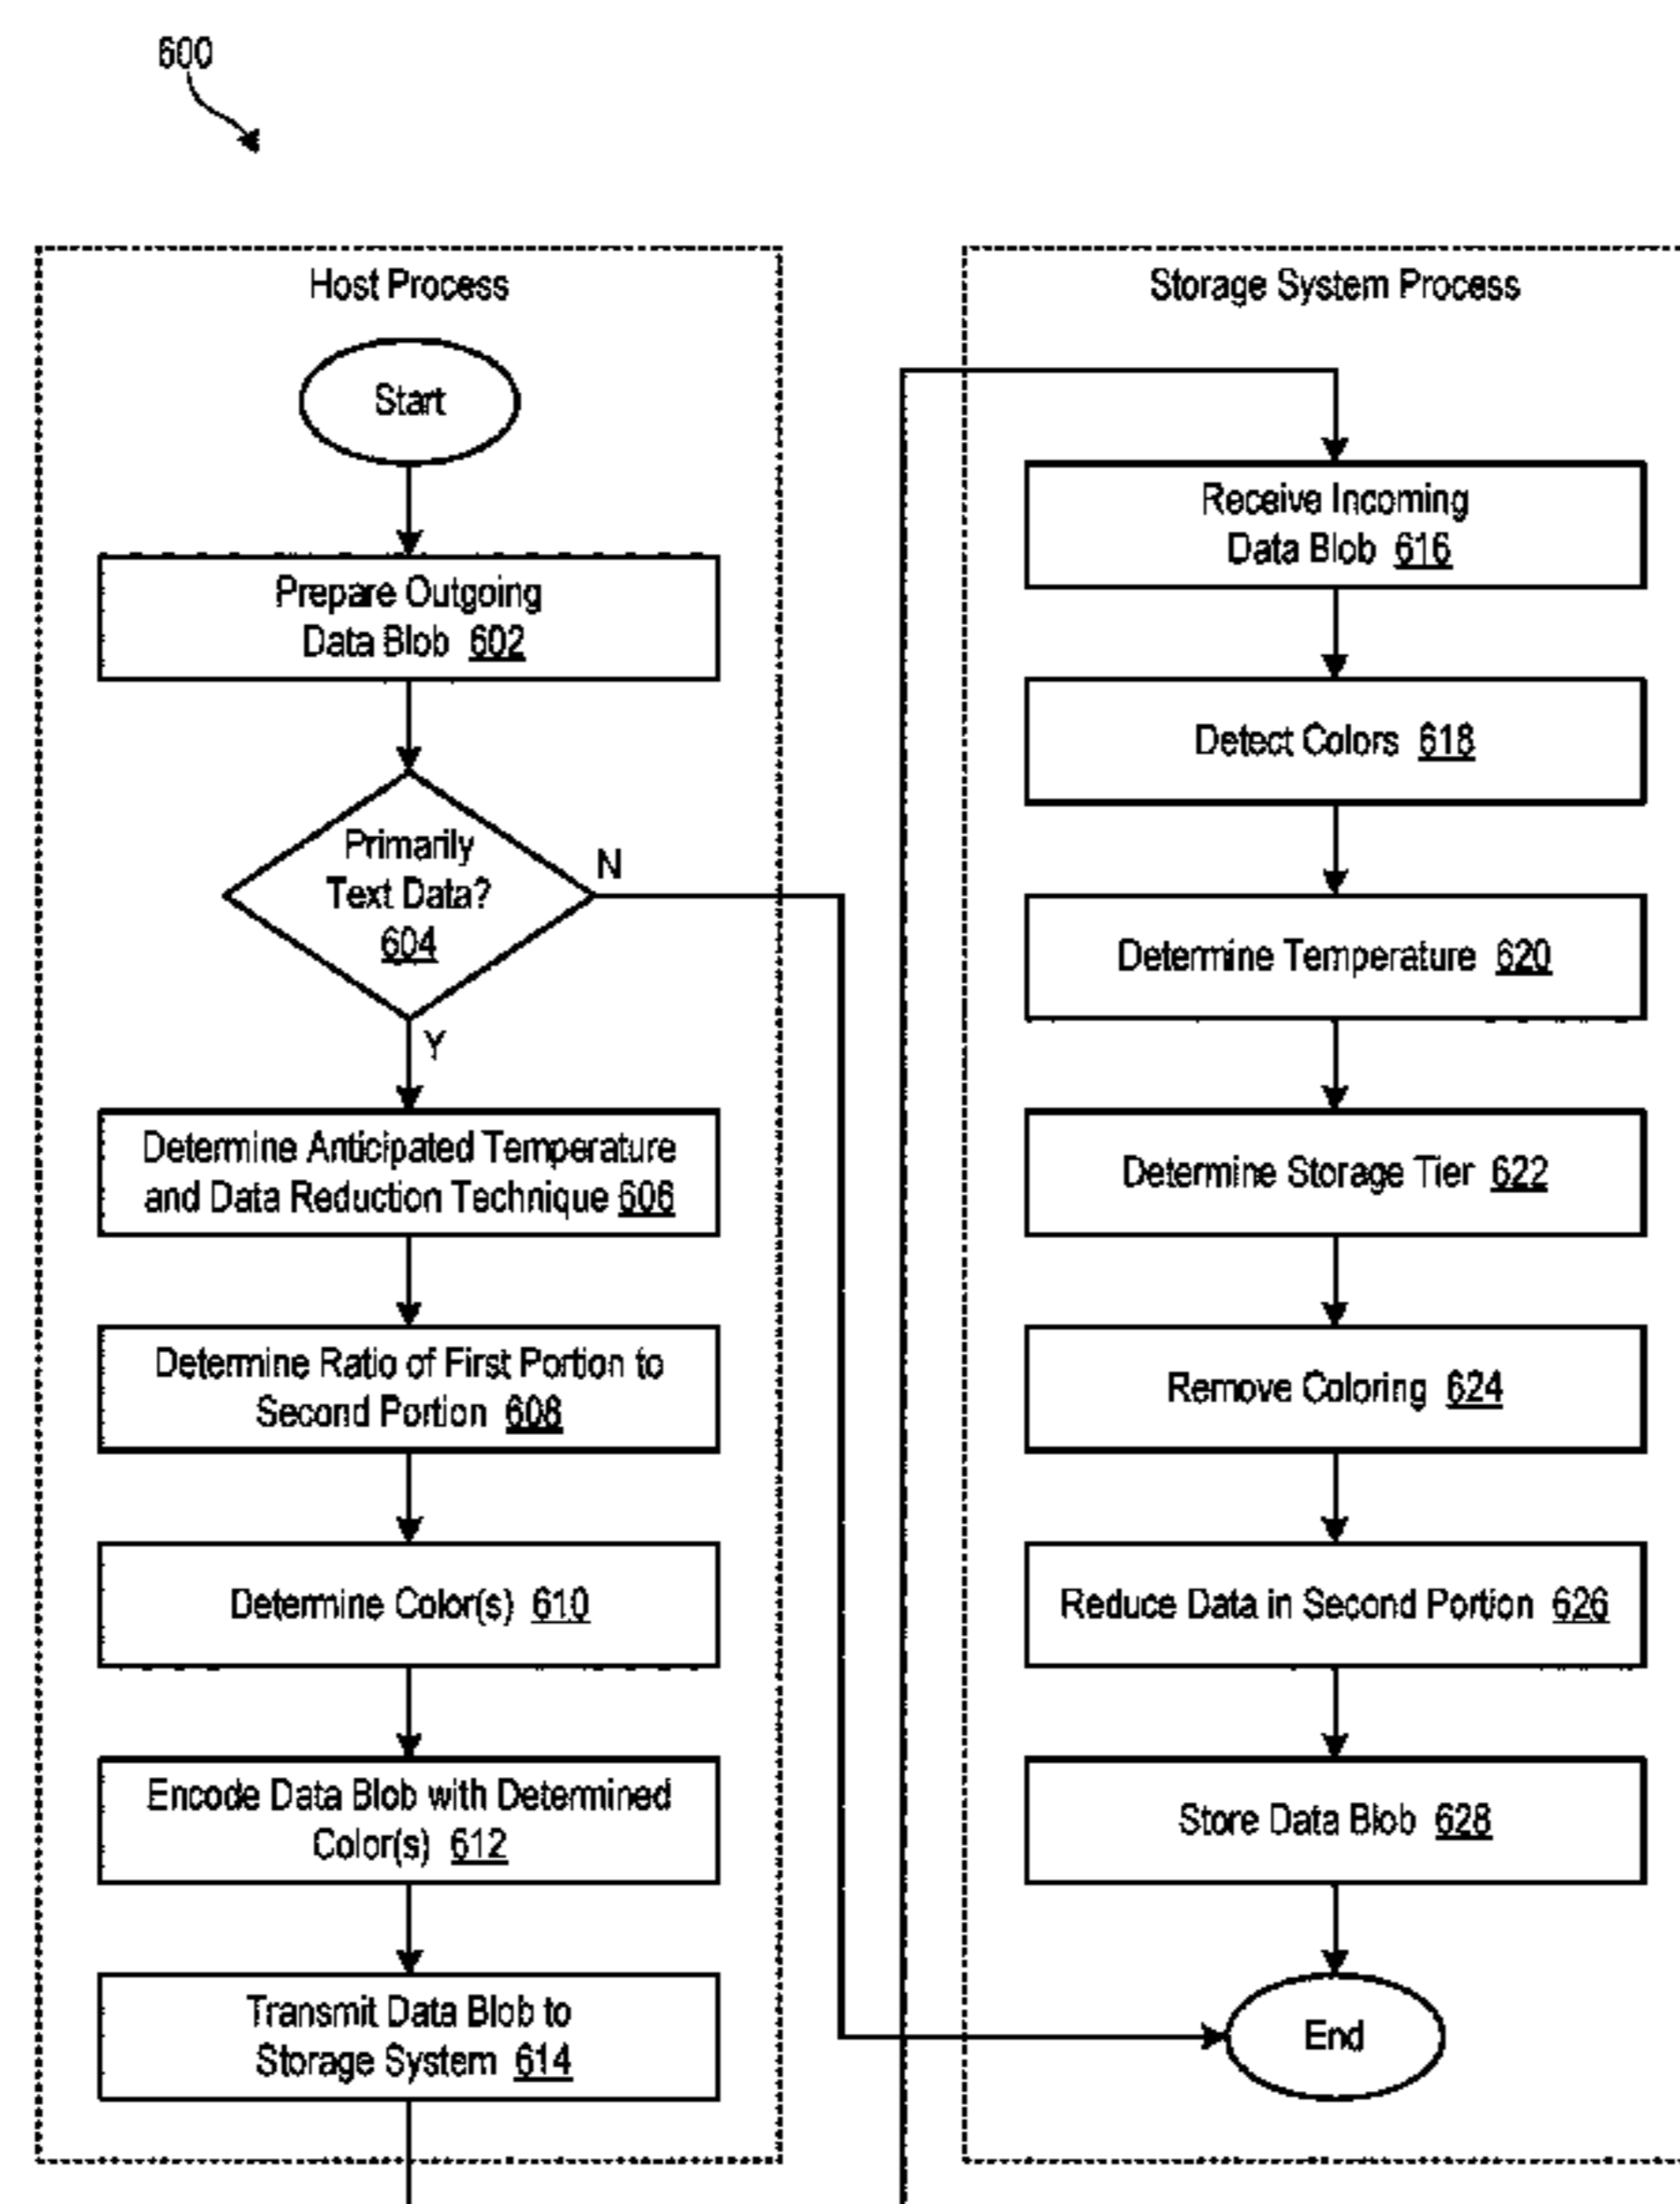 600
Host Process
Start
Prepare Outgoing
Data Blob 602
Primarily
Text Data?
604
N
Y
Determine Anticipated Temperature
and Data Reduction Technique 606
Determine Ratio of First Portion to
Second Portion 608
Determine Color(s) 610
Encode Data Blob with Determined
Color(s) 612
Transmit Data Blob to
Storage System 614
Storage System Process
Receive Incoming
Data Blob 616
Detect Colors 618
Determine Temperature 620
Determine Storage Tier 622
Remove Coloring 624
Reduce Data in Second Portion 626
Store Data Blob 628
End